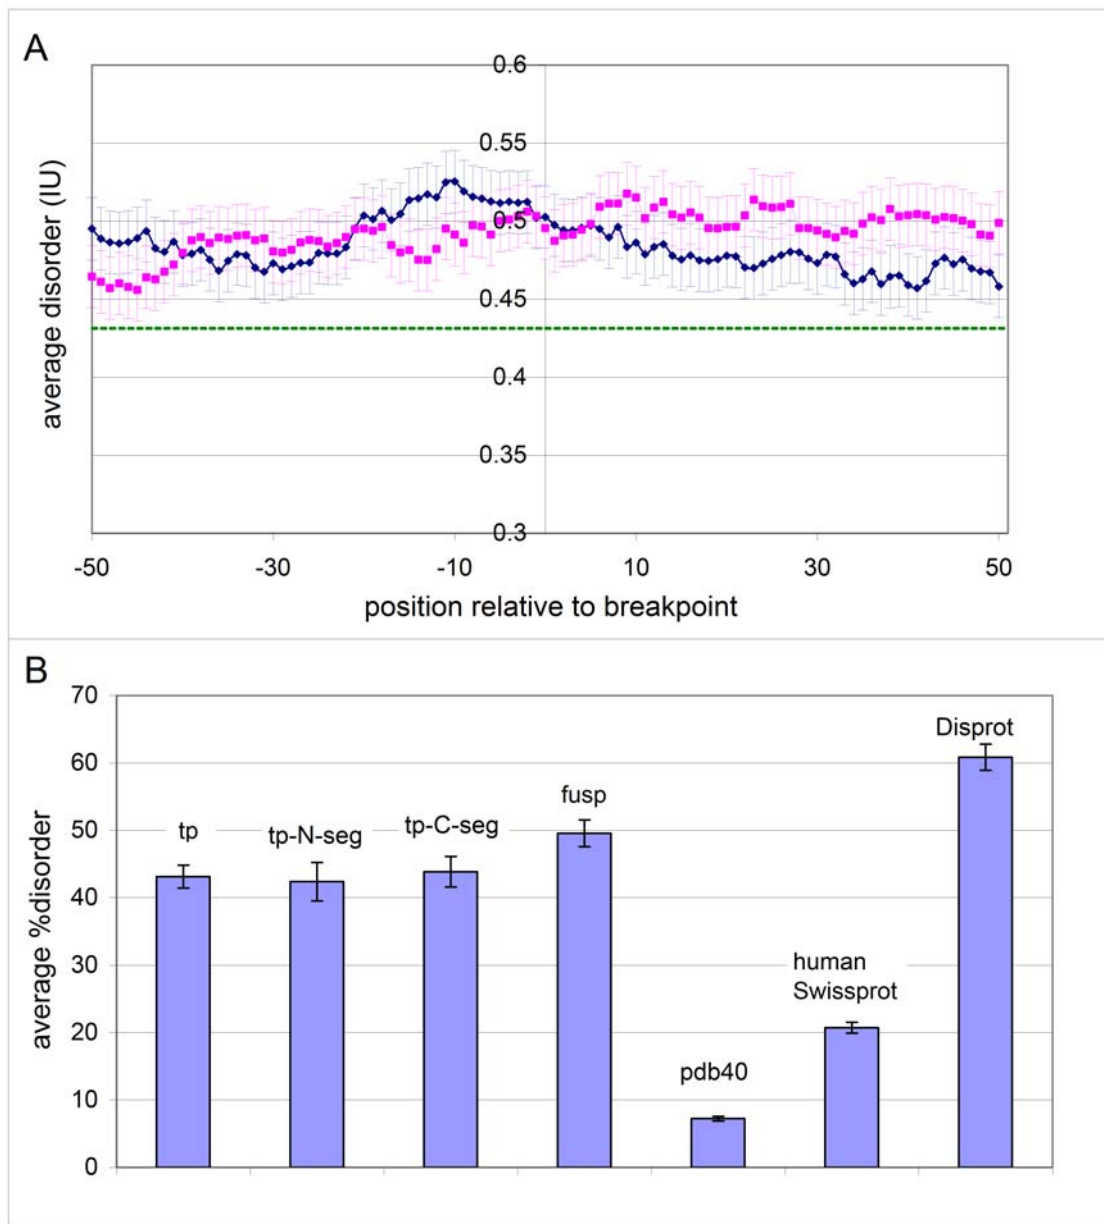 A
0.6
0.55
0.5
0.45
0.4
0.35
0.3
average disorder (IU)
-50 -30 -10 10 30 50
position relative to breakpoint
B
70
60
50
40
30
20
10
0
average %disorder
tp
tp-N-seg
tp-C-seg
fusp
pdb40
human
Swissprot
Disprot